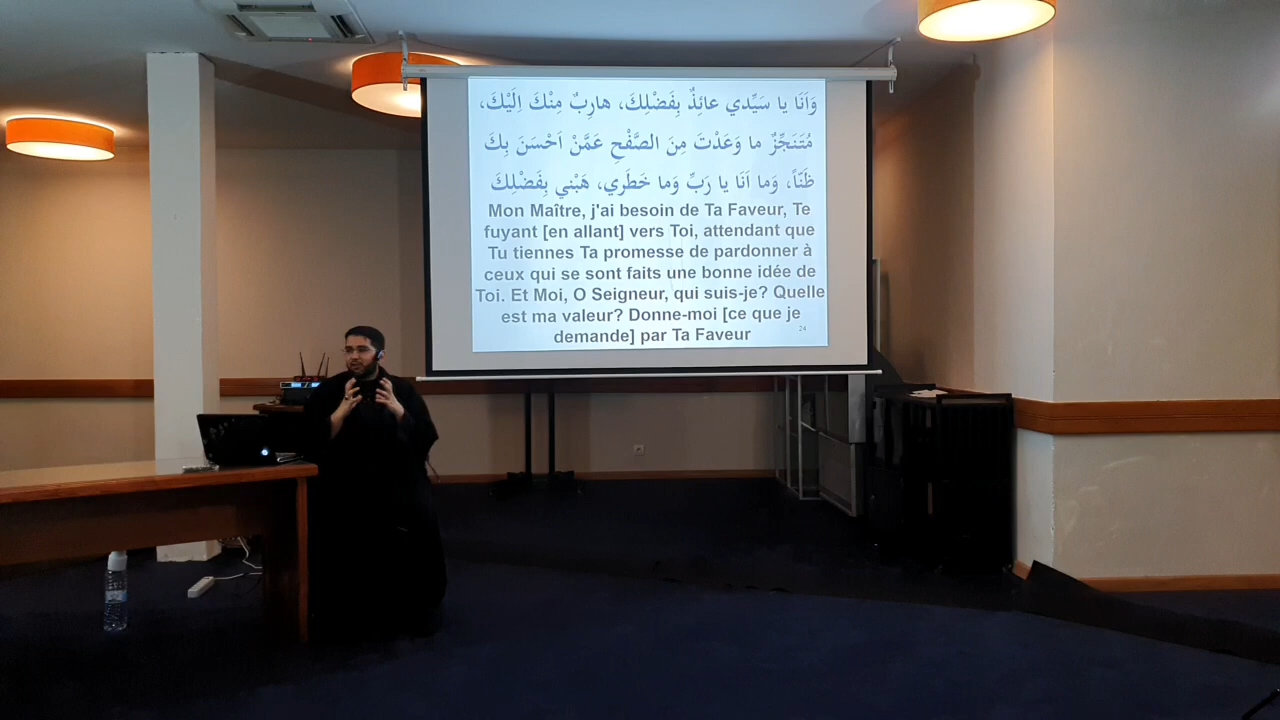 وَاَنَا يا سَيِّدي عائِذٌ بِفَضْلِكَ، هارِبٌ مِنْكَ اِلَيْكَ،
مُتَنَجِّزٌ ما وَعَدْتَ مِنَ الصَّفْحِ عَمَّنْ اَحْسَنَ بِكَ
ظَنّاً، وَما اَنَا يا رَبِّ وَما خَطَري، هَبْني بِفَضْلِكَ
Mon Maître, j'ai besoin de Ta Faveur, Te
fuyant [en allant] vers Toi, attendant que
Tu tiennes Ta promesse de pardonner à
ceux qui se sont faits une bonne idée de
Toi. Et Moi, O Seigneur, qui suis-je? Quelle
est ma valeur? Donne-moi [ce que je
demande] par Ta Faveur
24